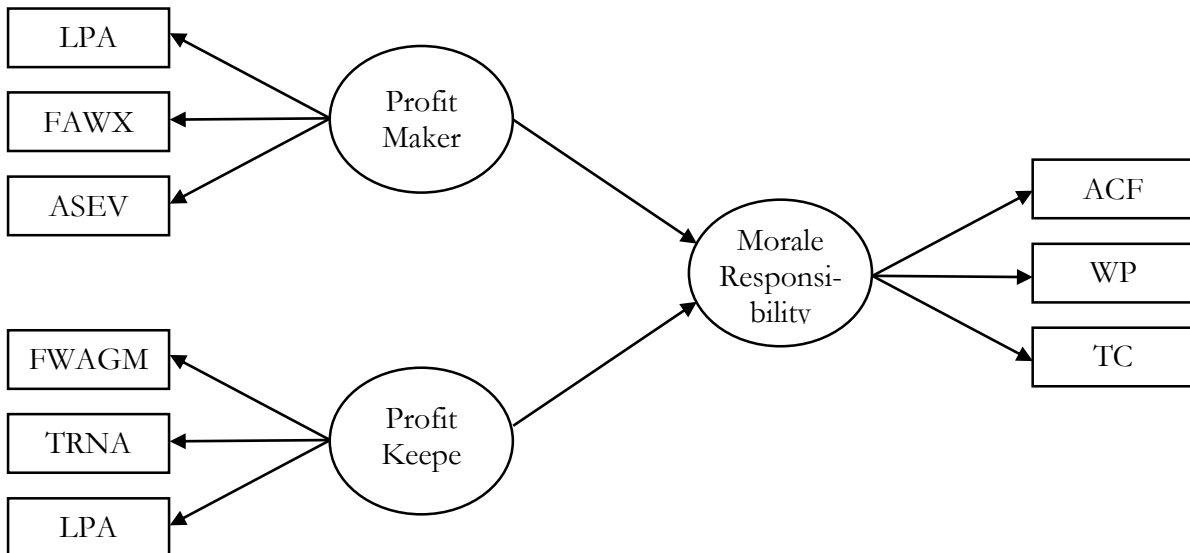 LPA
FAWX
ASEV
Profit
Maker
FWAGM
TRNA
LPA
Profit
Keepe
Morale
Responsi-
bility
ACF
WP
TC